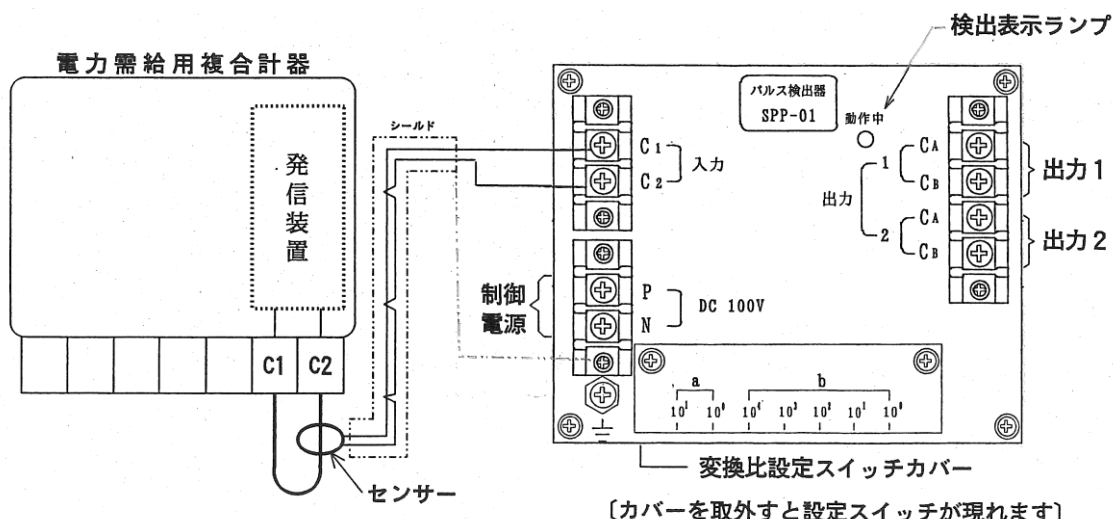 検出表示ランプ
電力需給用複合計器
発信装置
C1 C2
センサー
シールド
パルス検出器
SPP-01
動作中
C1
C2
入力
制御
電源
P
N
DC 100V
出力
1
CA
CB
2
CA
CB
出力1
出力2
a b
10¹ 10⁰ 10⁴ 10³ 10² 10¹ 10⁰
変換比設定スイッチカバー
〔カバーを取外すと設定スイッチが現れます〕